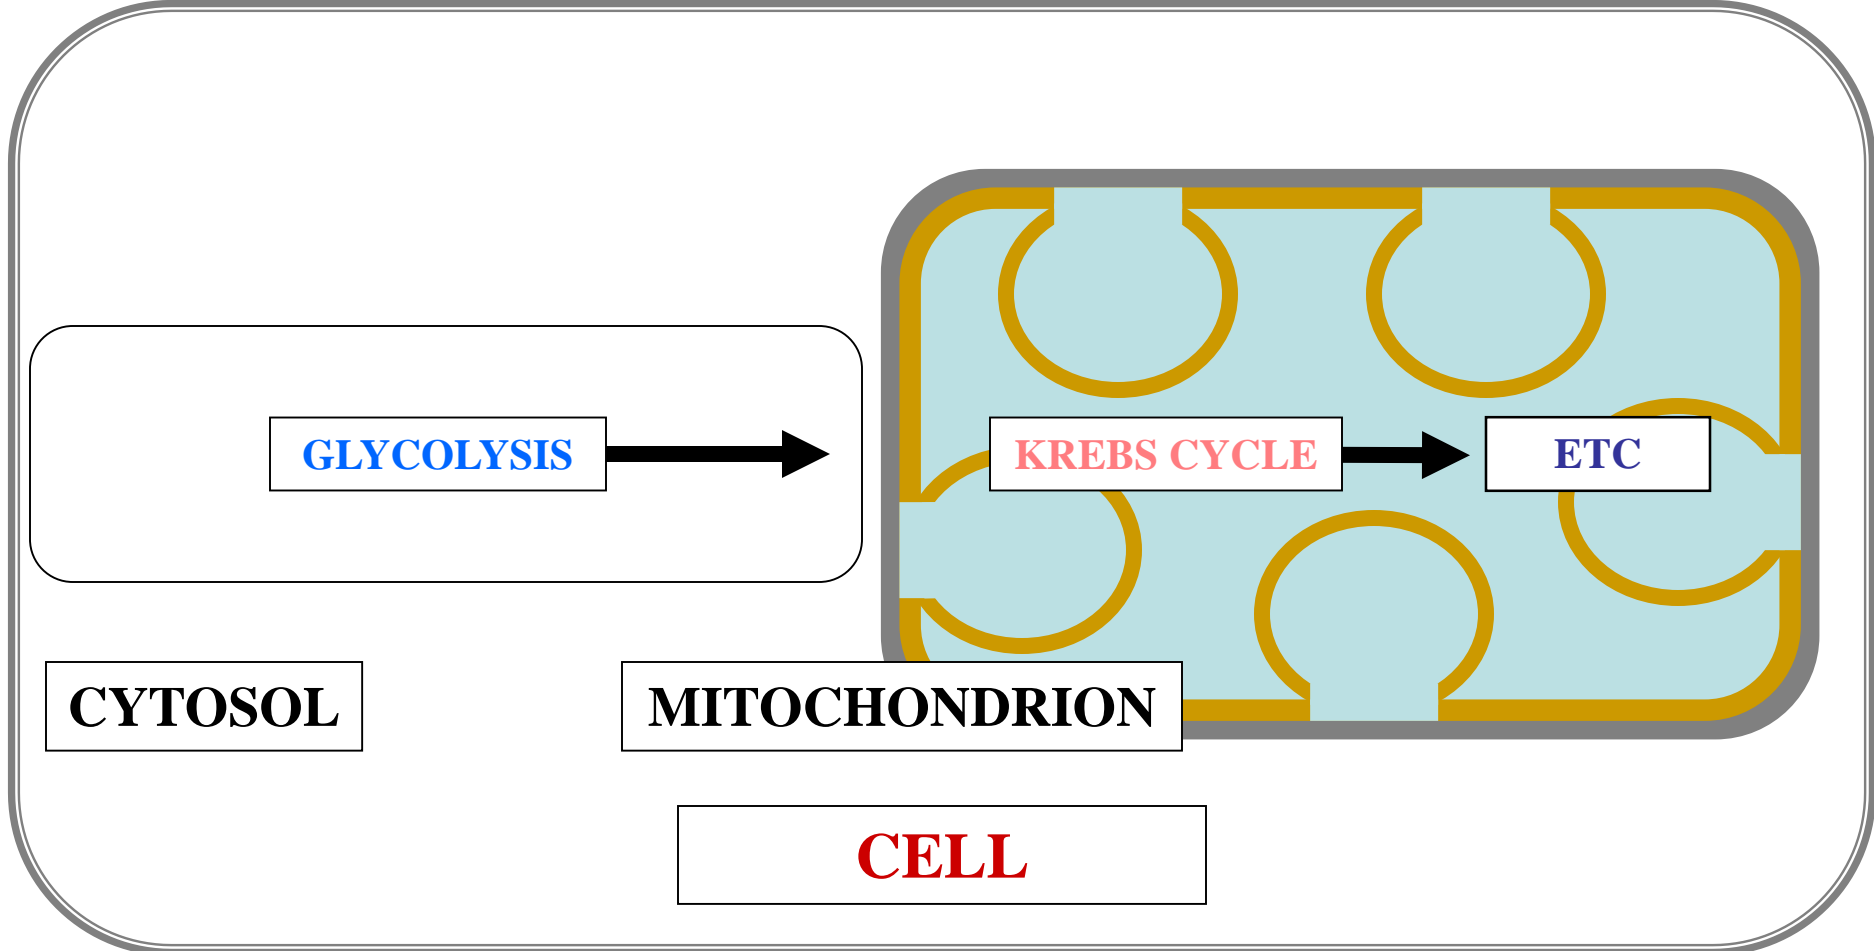 GLYCOLYSIS
KREBS CYCLE
ETC
CYTOSOL
MITOCHONDRION
CELL